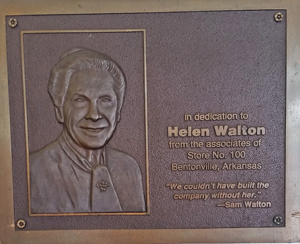 in dedication to
Helen Walton
from the associates of
Store No. 100
Bentonville, Arkansas
"We couldn't have built the
company without her."
—Sam Walton